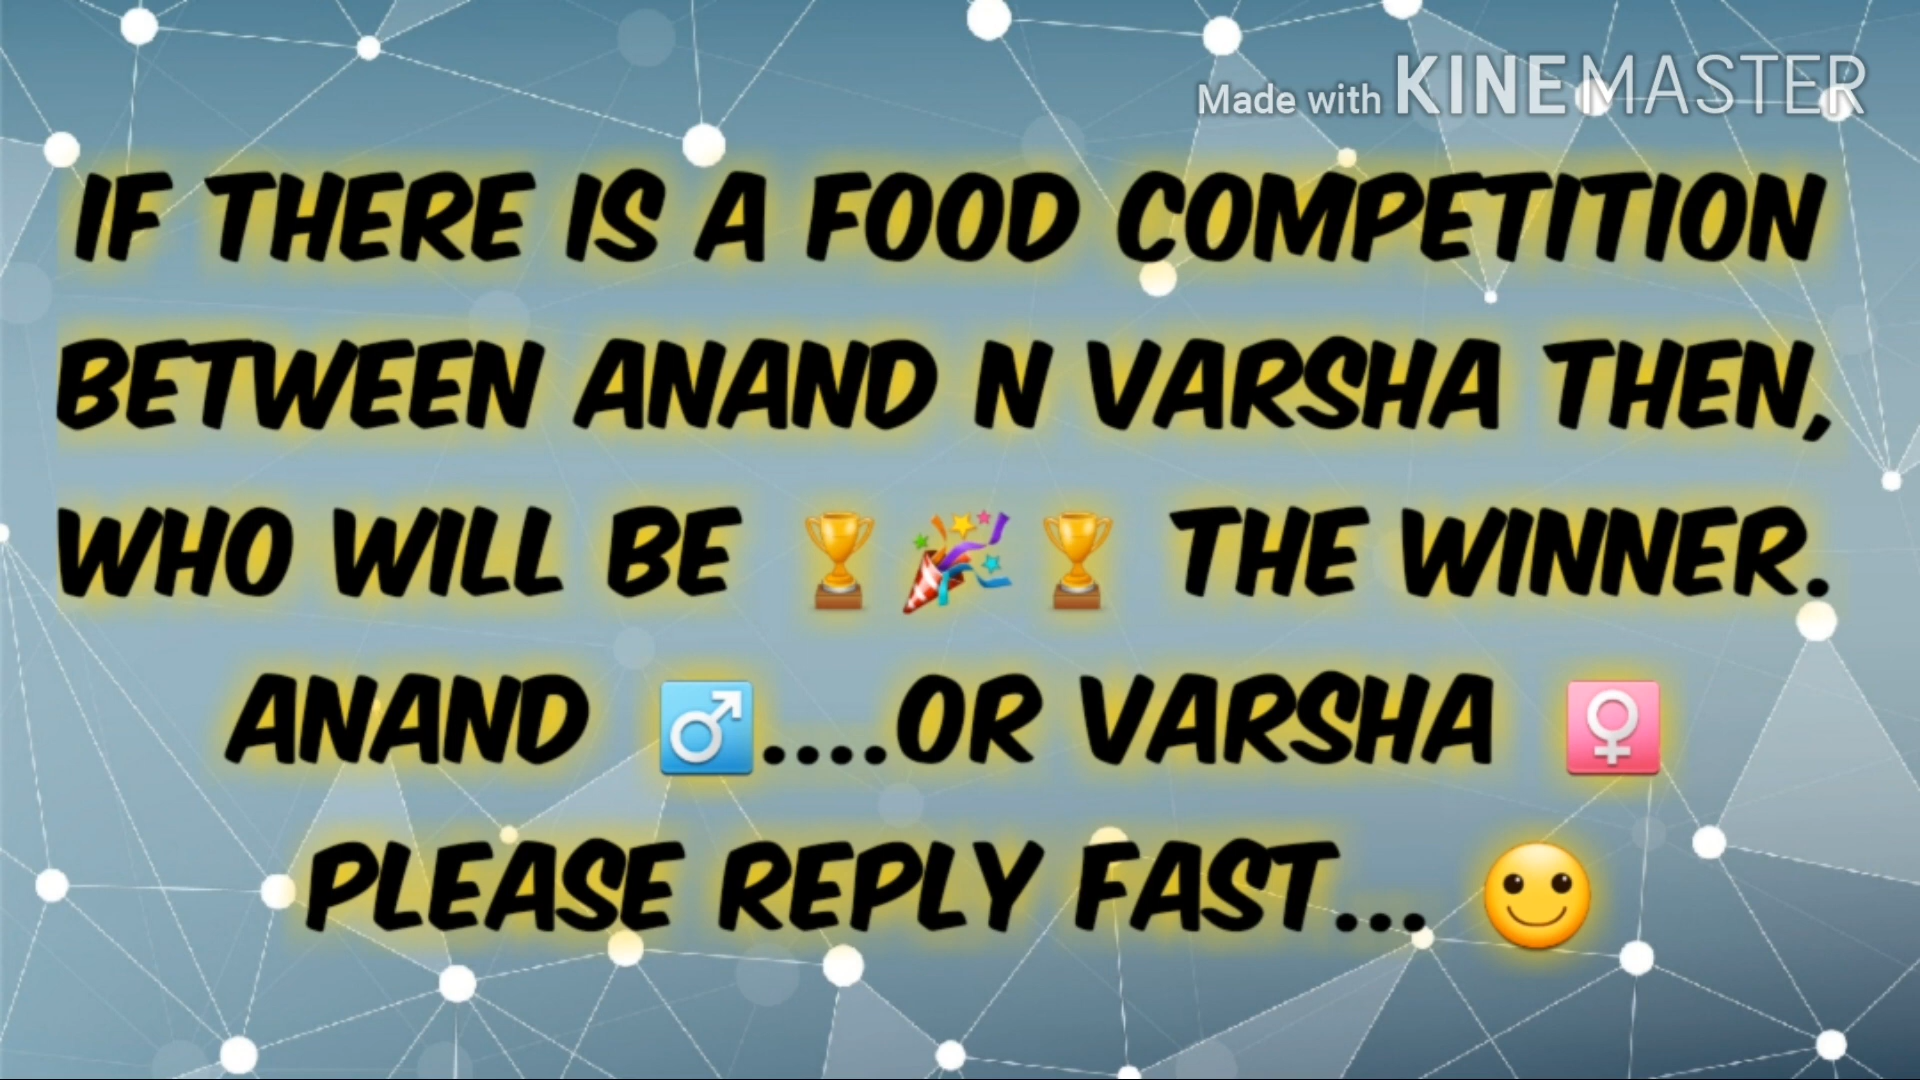 Made with KINEMASTER
IF THERE IS A FOOD COMPETITION
BETWEEN ANAND N VARSHA THEN,
WHO WILL BE 🏆🎉🏆 THE WINNER.
ANAND ♂️....OR VARSHA ♀️
PLEASE REPLY FAST... 🙂